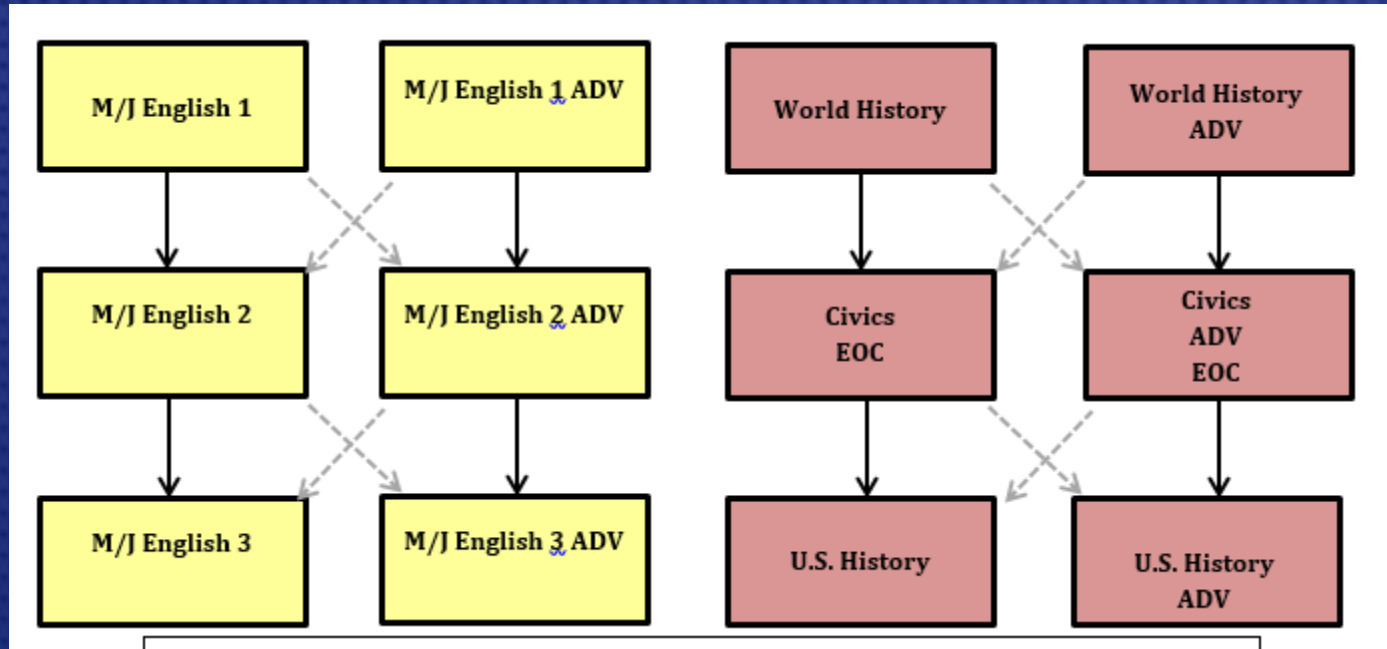 M/J English 1
M/J English 1 ADV
World History
World History
ADV
M/J English 2
M/J English 2 ADV
Civics
EOC
Civics
ADV
EOC
M/J English 3
M/J English 3 ADV
U.S. History
U.S. History
ADV